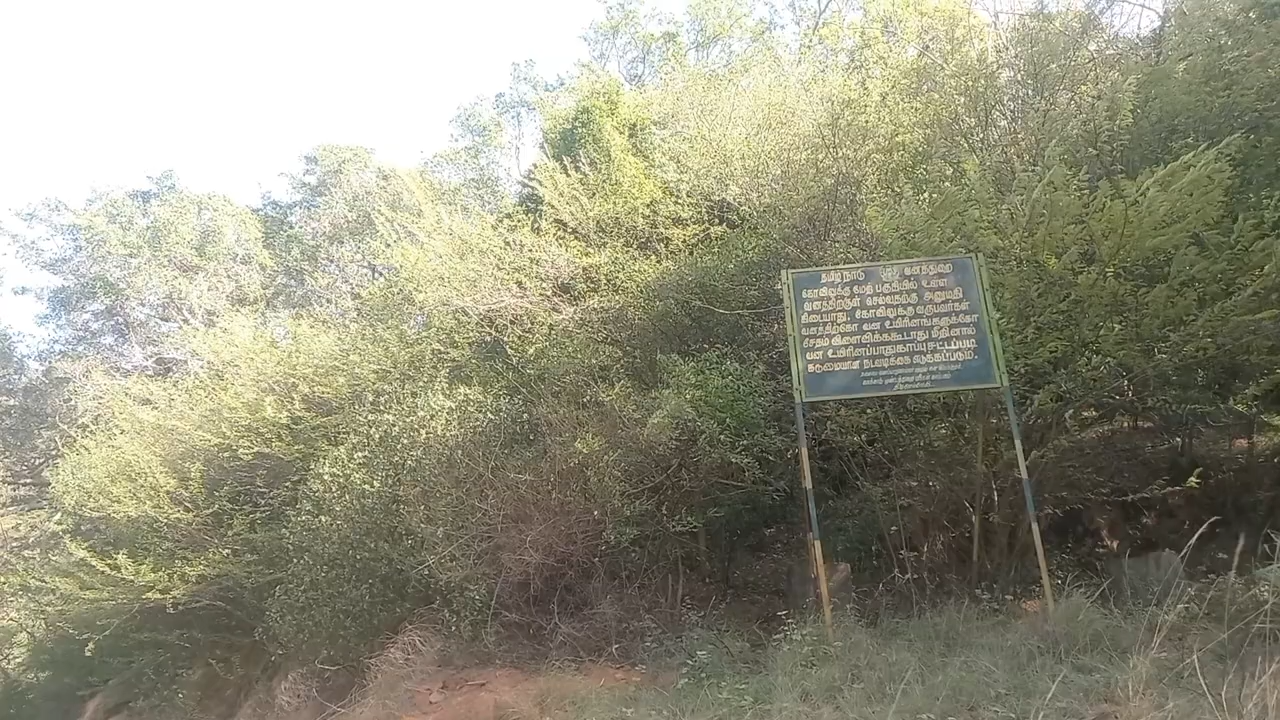 தமிழ்நாடு வனத்துறை
கோவிலுக்கு மேற் பகுதியில் உள்ள
வனத்திற்குள் செல்வதற்கு அனுமதி
கிடையாது. கோவிலுக்கு வருபவர்கள்
வனத்திற்கோ வன உயிரினங்களுக்கோ
சேதம் விளைவிக்ககூடாது மீறினால்
வன உயிரினப்பாதுகாப்பு சட்டப்படி
கடுமையான நடவடிக்கை எடுக்கப்படும்.